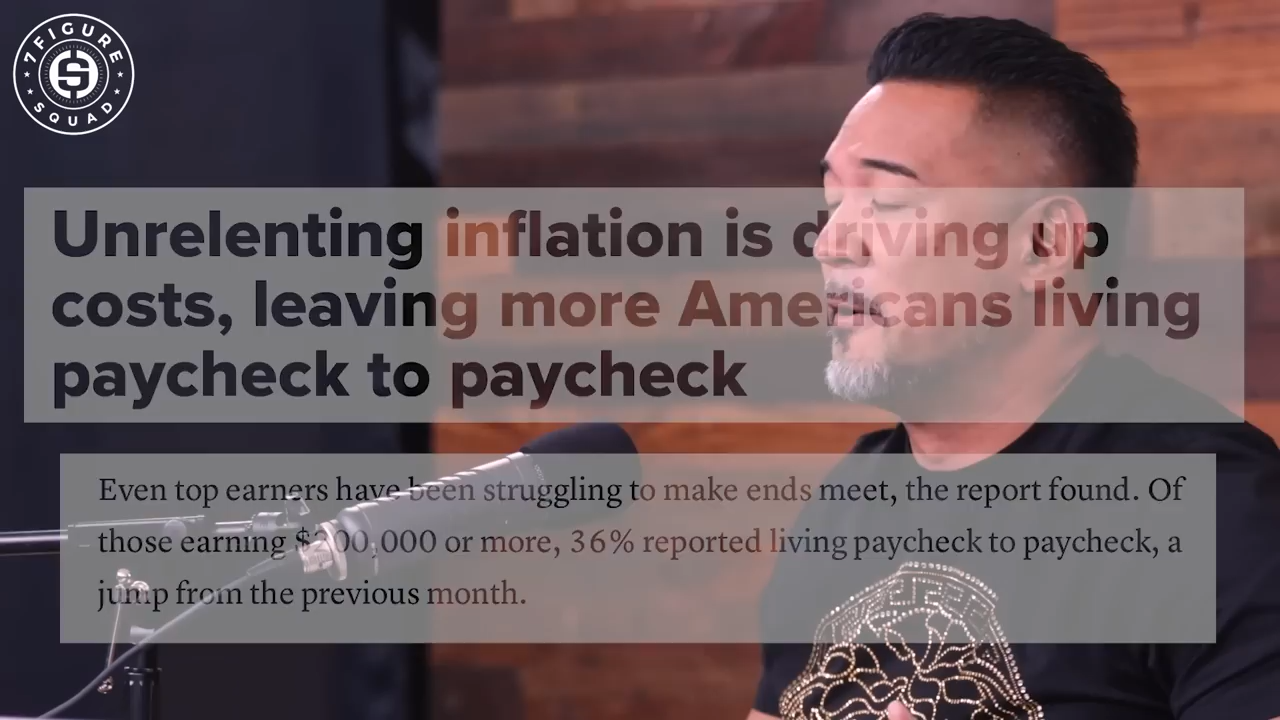 7 FIGURE
SQUAD
Unrelenting inflation is driving up
costs, leaving more Americans living
paycheck to paycheck
Even top earners have been struggling to make ends meet, the report found. Of
those earning or more, 36% reported living paycheck to paycheck, a
jump from the previous month.